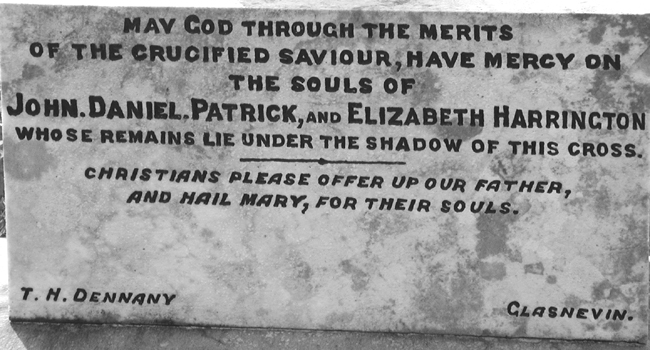 MAY GOD THROUGH THE MERITS
OF THE CRUCIFIED SAVIOUR, HAVE MERCY ON
THE SOULS OF
JOHN. DANIEL. PATRICK, AND ELIZABETH HARRINGTON
WHOSE REMAINS LIE UNDER THE SHADOW OF THIS CROSS.
CHRISTIANS PLEASE OFFER UP OUR FATHER,
AND HAIL MARY, FOR THEIR SOULS.
T. H. DENNANY
GLASNEVIN.